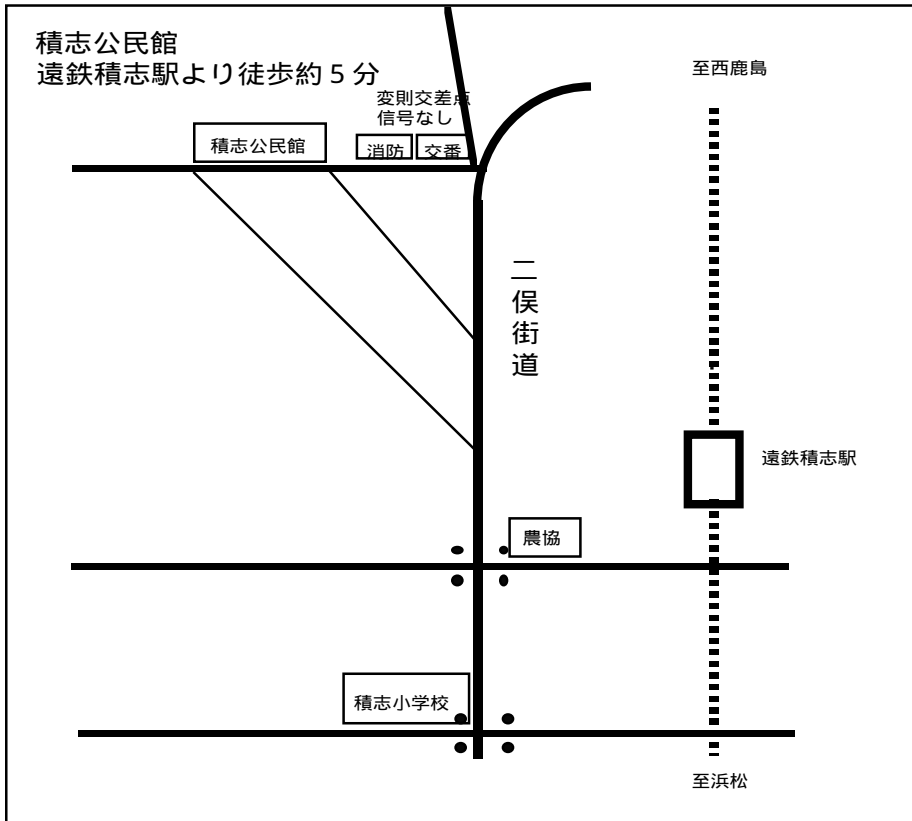 積志公民館
遠鉄積志駅より徒歩約５分
至西鹿島
変則交差点
信号なし
積志公民館
消防
交番
二俣街道
遠鉄積志駅
農協
積志小学校
至浜松